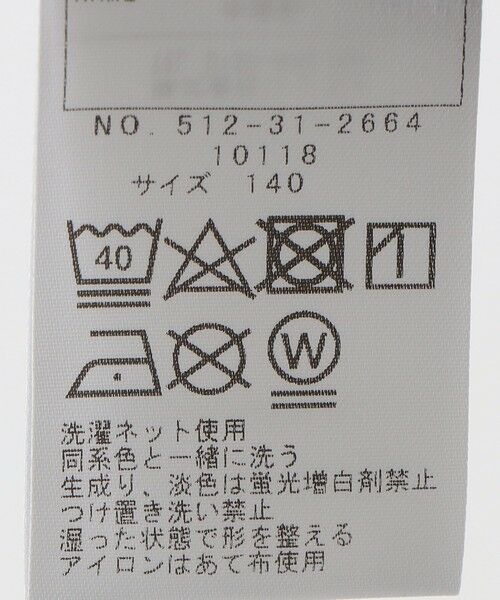 NO. 512-31-2664
10118
サイズ 140
40
W
洗濯ネット使用
同系色と一緒に洗う
生成り、淡色は蛍光増白剤禁止
つけ置き洗い禁止
湿った状態で形を整える
アイロンはあて布使用